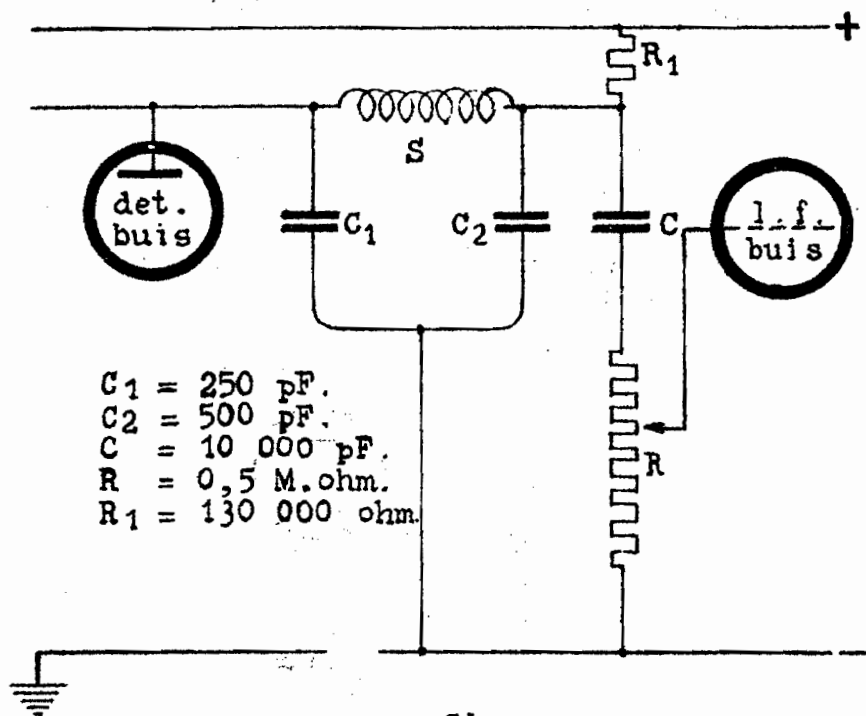 +
R1
S
det.
buis
C1
C2
C
l.f.
buis
C1 = 250 pF.
C2 = 500 pF.
C = 10 000 pF.
R = 0,5 M.ohm.
R1 = 130 000 ohm.
R